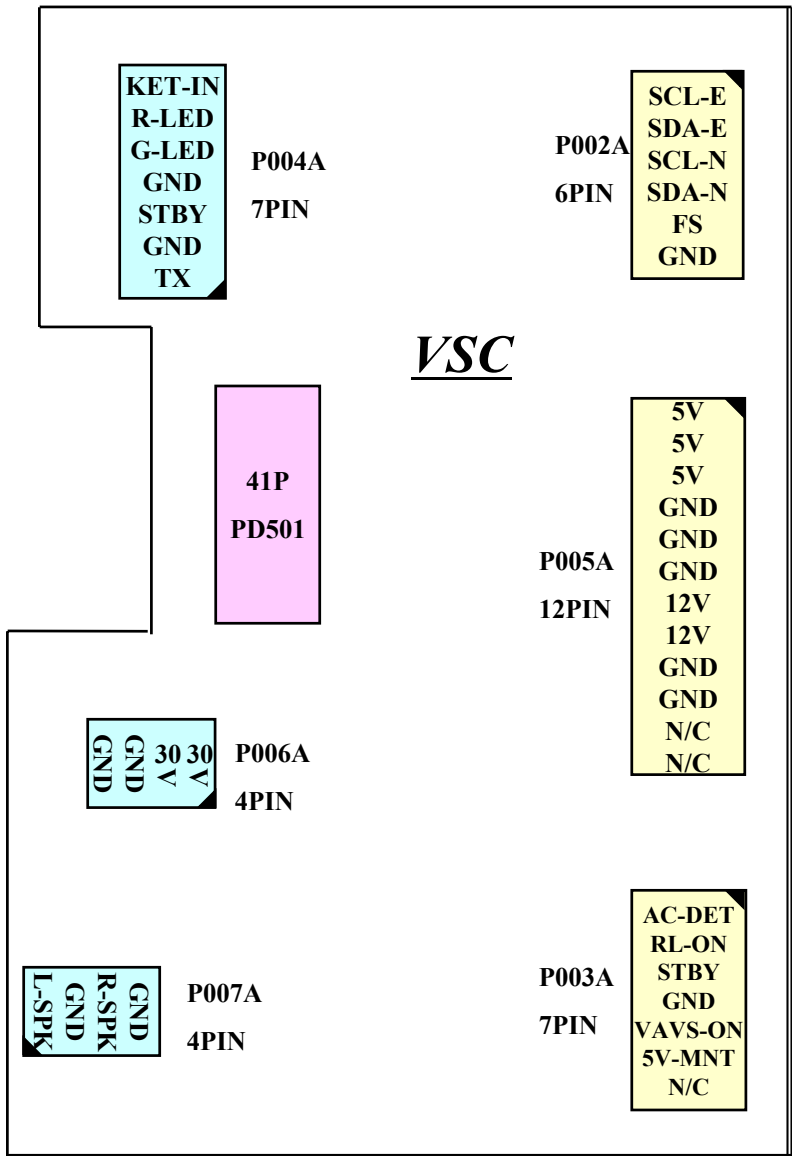 KET-IN
R-LED
G-LED
GND
STBY
GND
TX
P004A
7PIN
P002A
6PIN
SCL-E
SDA-E
SCL-N
SDA-N
FS
GND
VSC
41P
PD501
P005A
12PIN
5V
5V
5V
GND
GND
GND
12V
12V
GND
GND
N/C
N/C
GND
GND
30V
30V
P006A
4PIN
L-SPK
GND
R-SPK
GND
P007A
4PIN
P003A
7PIN
AC-DET
RL-ON
STBY
GND
VAVS-ON
5V-MNT
N/C